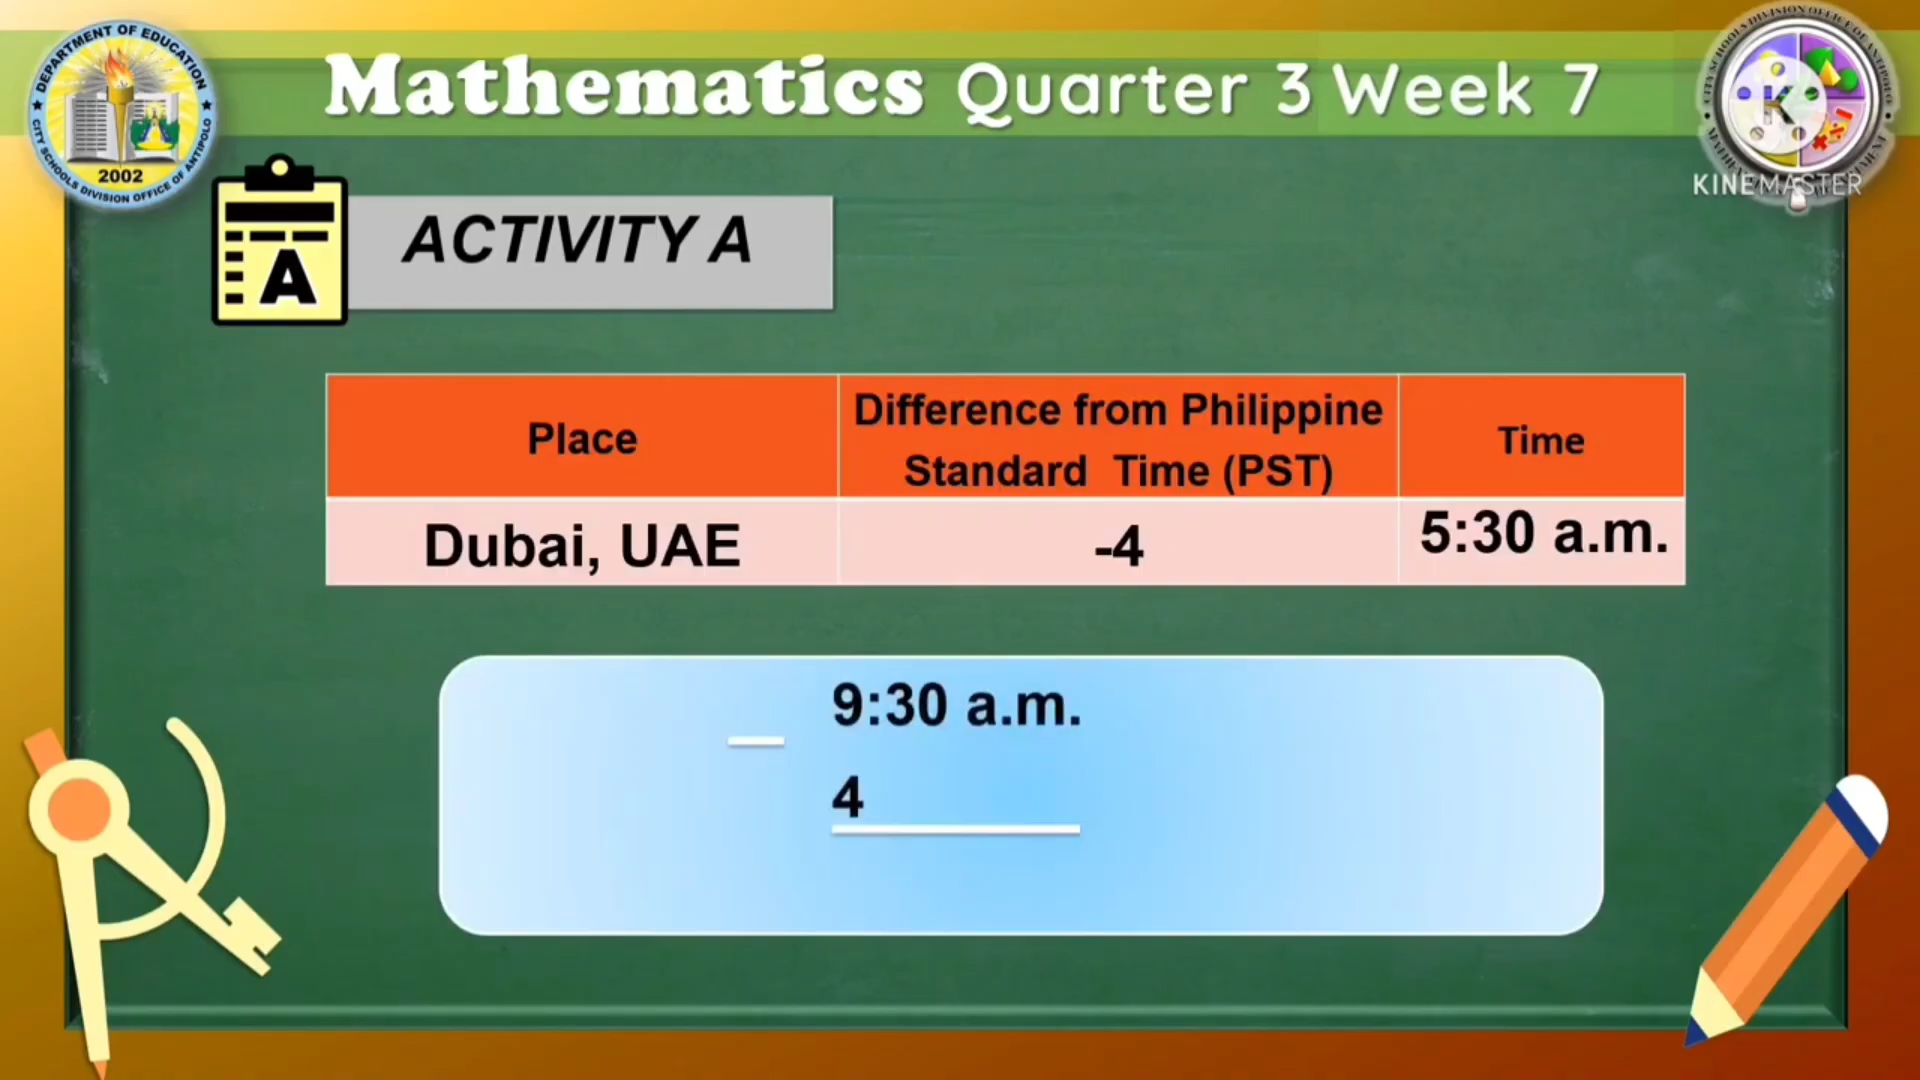 DEPARTMENT OF EDUCATION
CITY SCHOOLS DIVISION OFFICE OF ANTIPOLO
2002
Mathematics Quarter 3 Week 7
K
KINEMASTER
A
ACTIVITY A
Place
Difference from Philippine
Standard Time (PST)
Time
Dubai, UAE
-4
5:30 a.m.
9:30 a.m.
4